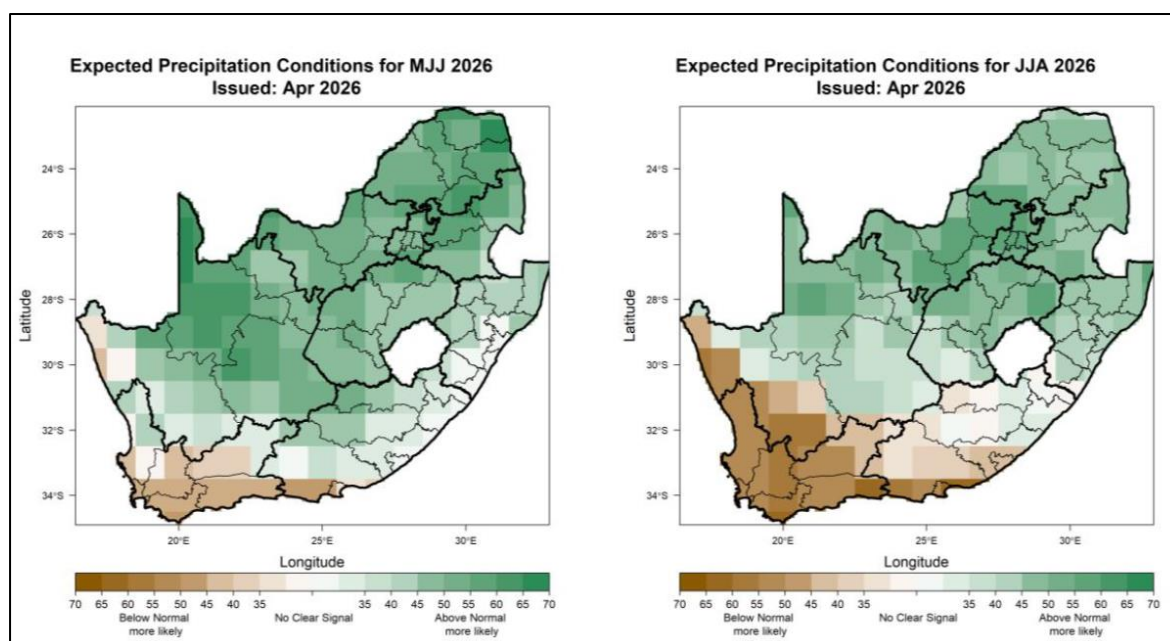 Expected Precipitation Conditions for MJJ 2026
Issued: Apr 2026
24°S
26°S
28°S
30°S
32°S
34°S
Latitude
20°E
25°E
30°E
Longitude
70 65 60 55 50 45 40 35 35 40 45 50 55 60 65 70
Below Normal No Clear Signal Above Normal
more likely more likely
Expected Precipitation Conditions for JJA 2026
Issued: Apr 2026
24°S
26°S
28°S
30°S
32°S
34°S
Latitude
20°E
25°E
30°E
Longitude
70 65 60 55 50 45 40 35 35 40 45 50 55 60 65 70
Below Normal No Clear Signal Above Normal
more likely more likely